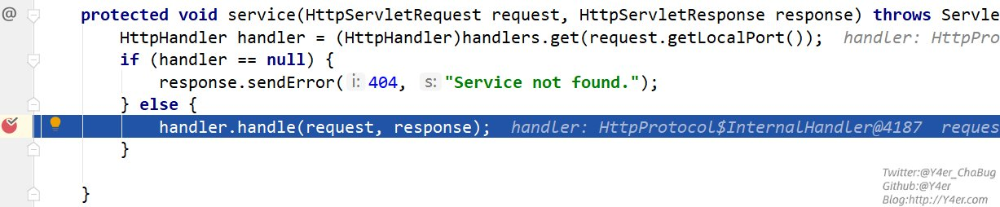 @ protected void service(HttpServletRequest request, HttpServletResponse response) throws Servle
HttpHandler handler = (HttpHandler)handlers.get(request.getLocalPort()); handler: HttpPro
if (handler == null) {
response.sendError( i: 404, s: "Service not found.");
} else {
handler.handle(request, response); handler: HttpProtocol$InternalHandler@4187 reques
}
}
Twitter:@Y4er_ChaBug
Github:@Y4er
Blog:http://Y4er.com